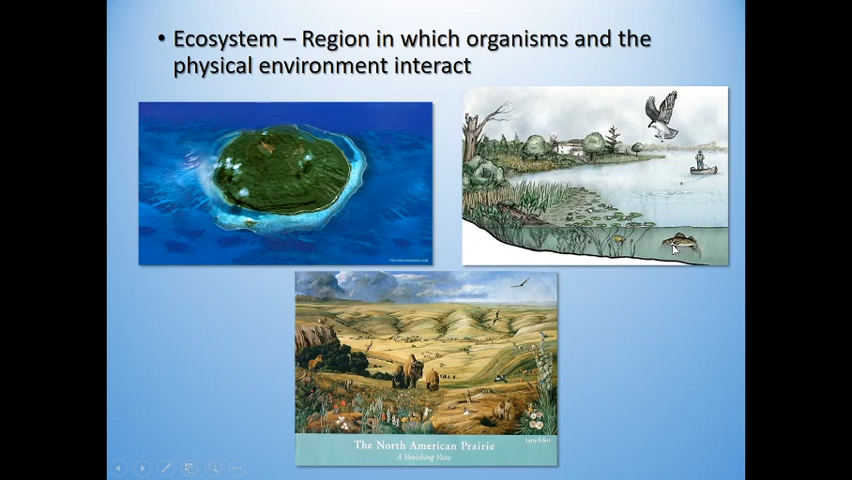 • Ecosystem – Region in which organisms and the
physical environment interact
The North American Prairie
A Vanishing Vista